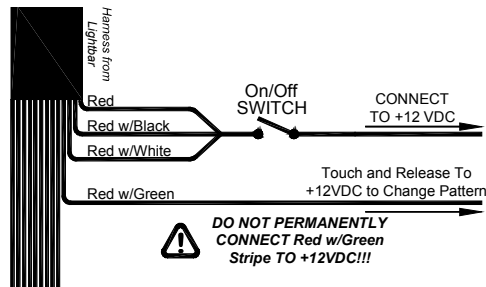 Harness from
Lightbar
Red
Red w/Black
Red w/White
Red w/Green
On/Off
SWITCH
CONNECT
TO +12 VDC
Touch and Release To
+12VDC to Change Pattern
DO NOT PERMANENTLY
CONNECT Red w/Green
Stripe TO +12VDC!!!